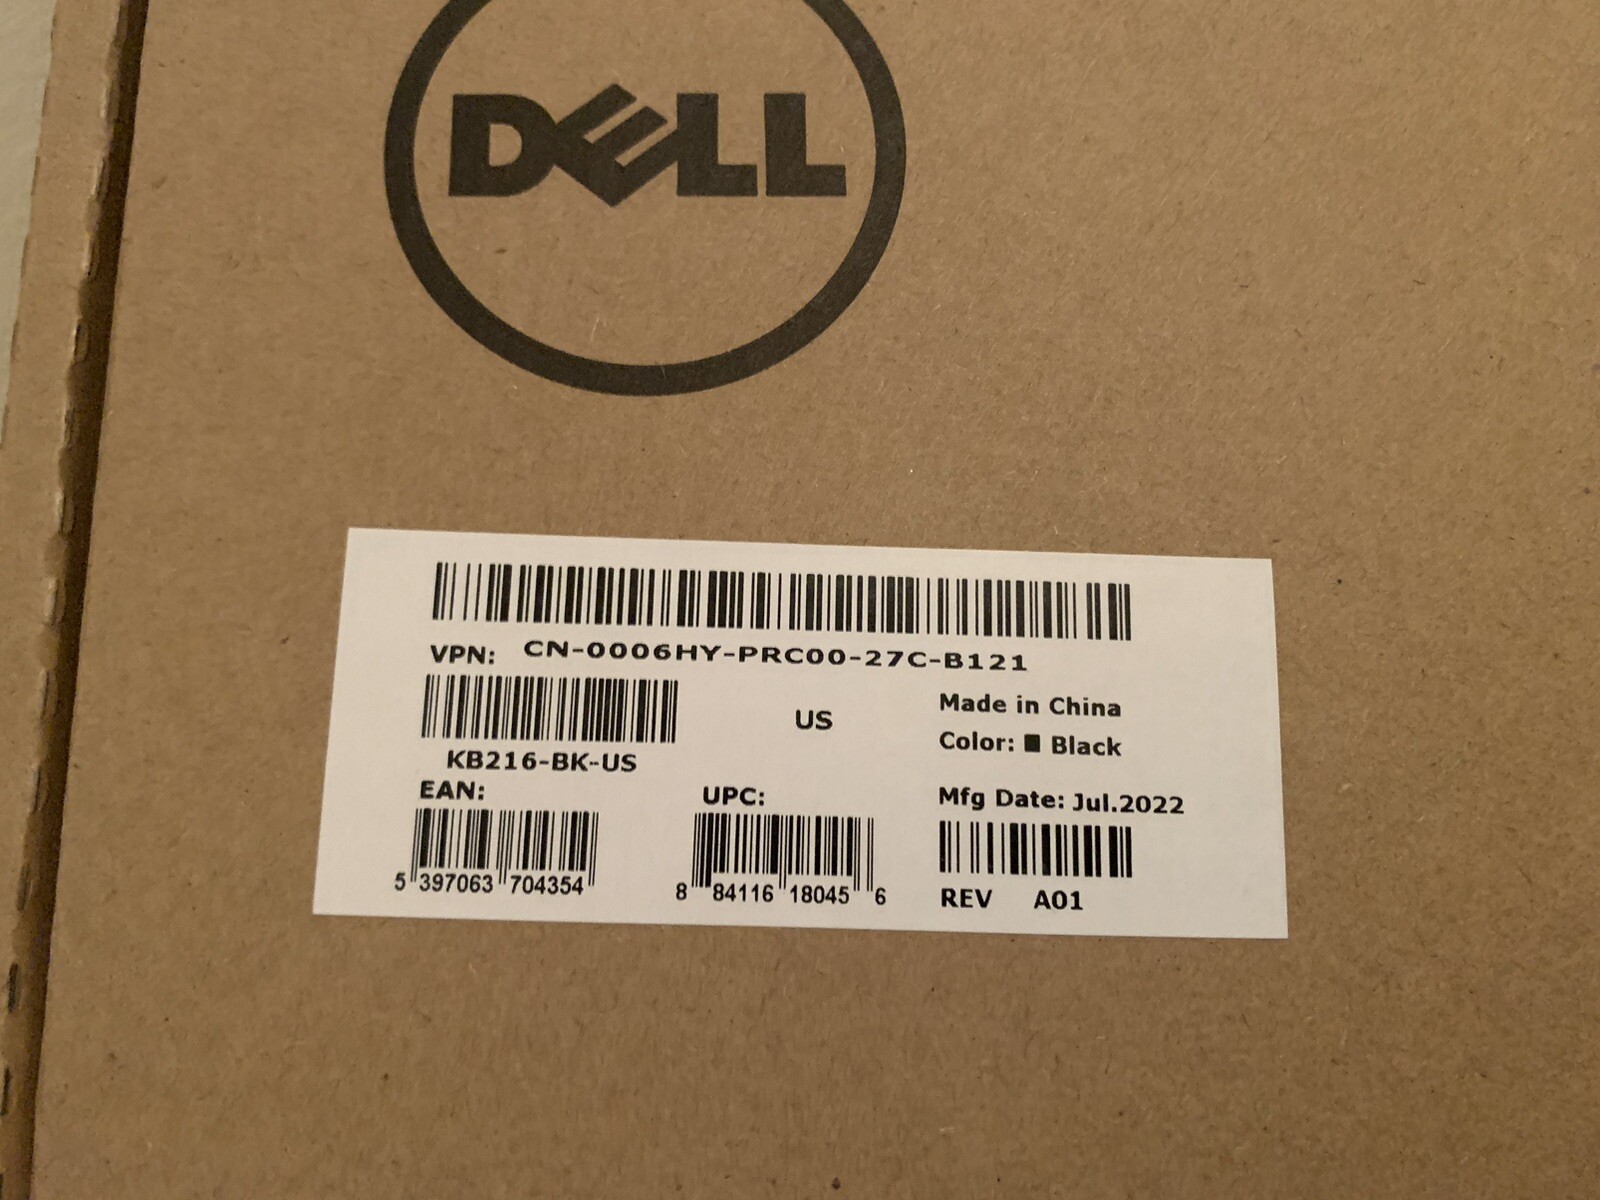 DELL
VPN: CN-0006HY-PRC00-27C-B121
KB216-BK-US
US
Made in China
Color: Black
EAN:
5 397063 704354
UPC:
8 84116 18045 6
Mfg Date: Jul.2022
REV A01